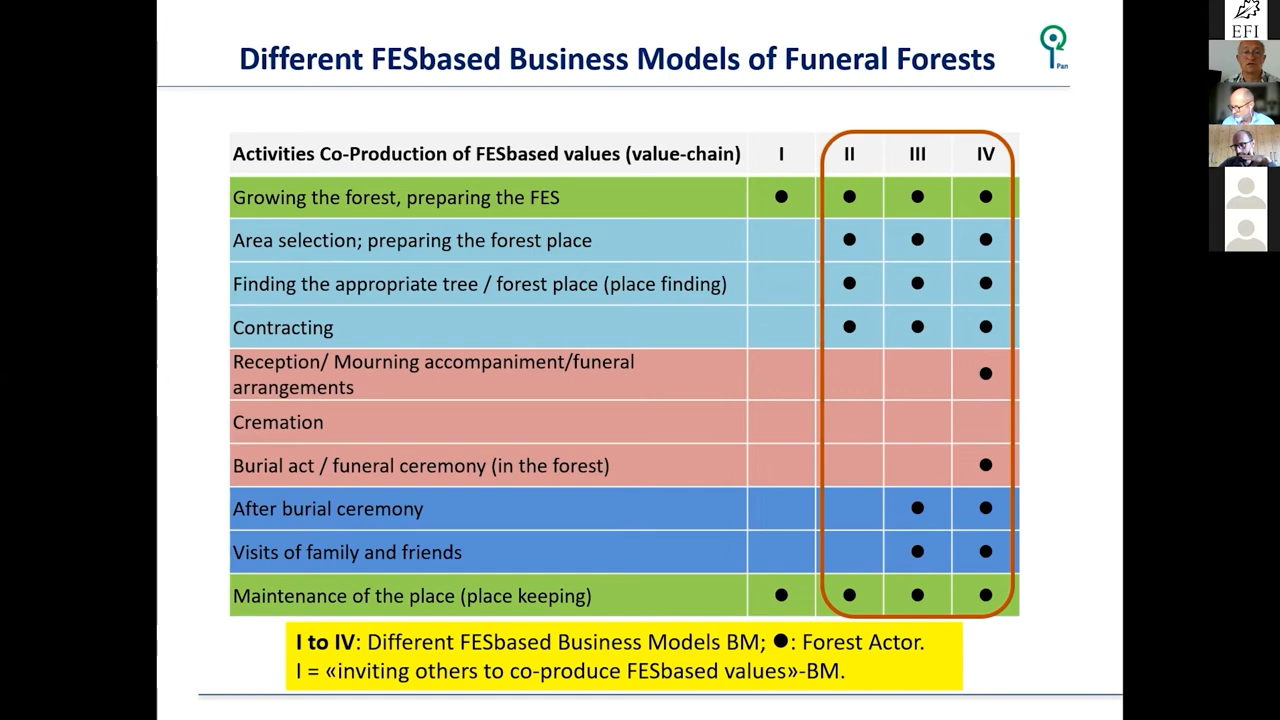 EFI
Different FESbased Business Models of Funeral Forests
Pan
Activities Co-Production of FESbased values (value-chain) I II III IV
Growing the forest, preparing the FES ● ● ● ●
Area selection; preparing the forest place ● ● ●
Finding the appropriate tree / forest place (place finding) ● ● ●
Contracting ● ● ●
Reception/ Mourning accompaniment/funeral
arrangements ●
Cremation
Burial act / funeral ceremony (in the forest) ●
After burial ceremony ● ●
Visits of family and friends ● ●
Maintenance of the place (place keeping) ● ● ● ●
I to IV: Different FESbased Business Models BM; ●: Forest Actor.
I = «inviting others to co-produce FESbased values»-BM.